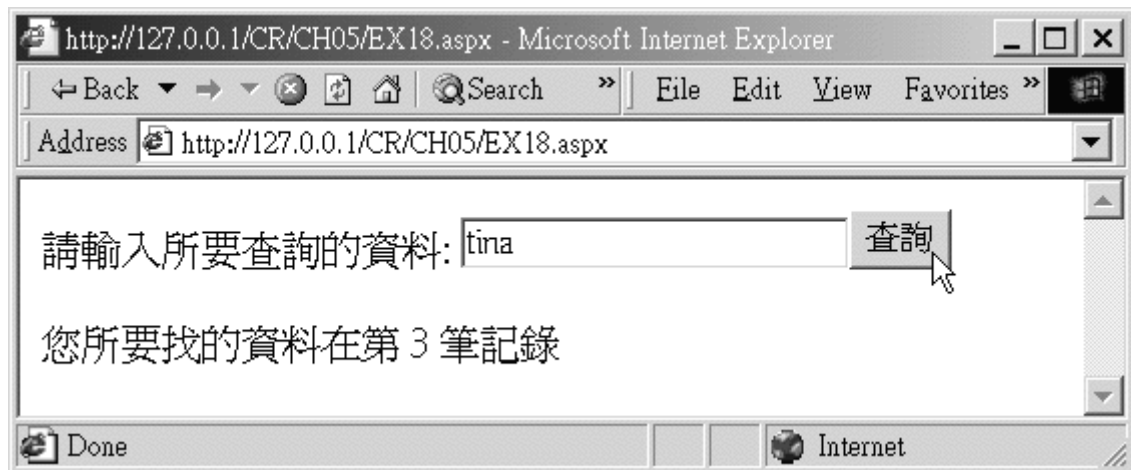 http://127.0.0.1/CR/CH05/EX18.aspx - Microsoft Internet Explorer
Back Search » Eile Edit View Favorites »
Address http://127.0.0.1/CR/CH05/EX18.aspx
請輸入所要查詢的資料: tina 查詢
您所要找的資料在第 3 筆記錄
Done Internet